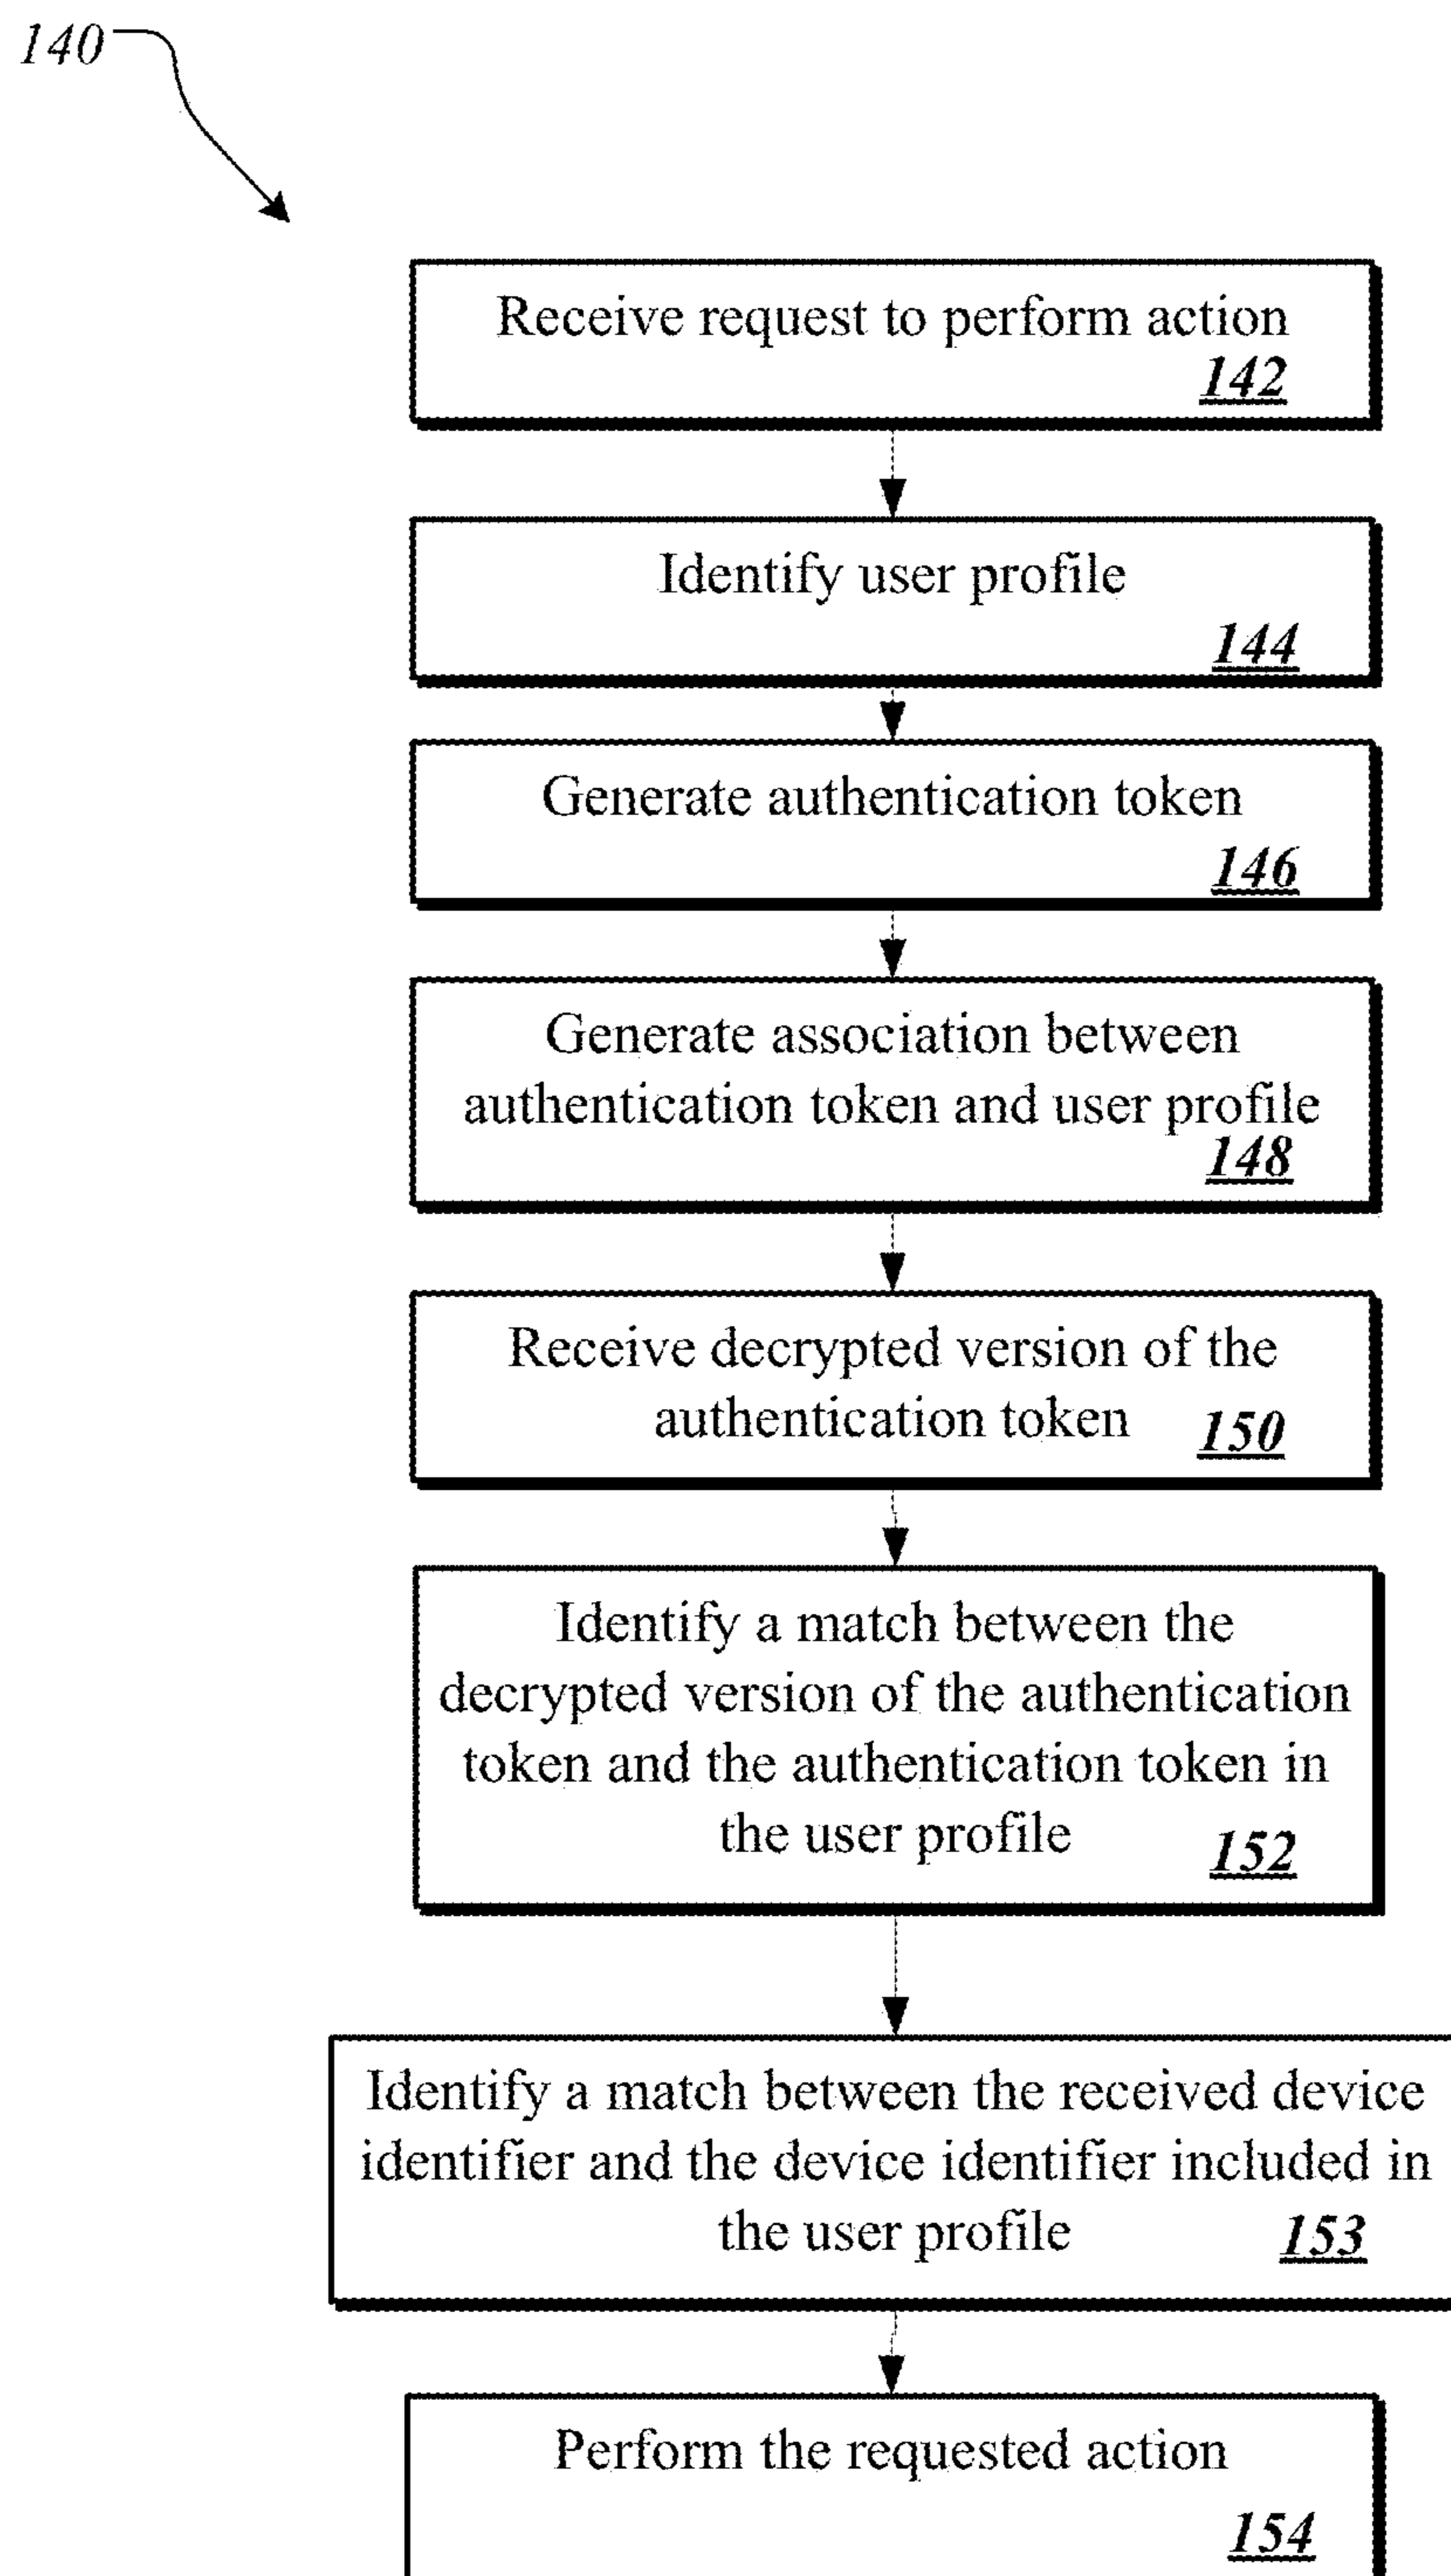 140
Receive request to perform action
142
Identify user profile
144
Generate authentication token
146
Generate association between
authentication token and user profile
148
Receive decrypted version of the
authentication token 150
Identify a match between the
decrypted version of the authentication
token and the authentication token in
the user profile 152
Identify a match between the received device
identifier and the device identifier included in
the user profile 153
Perform the requested action
154